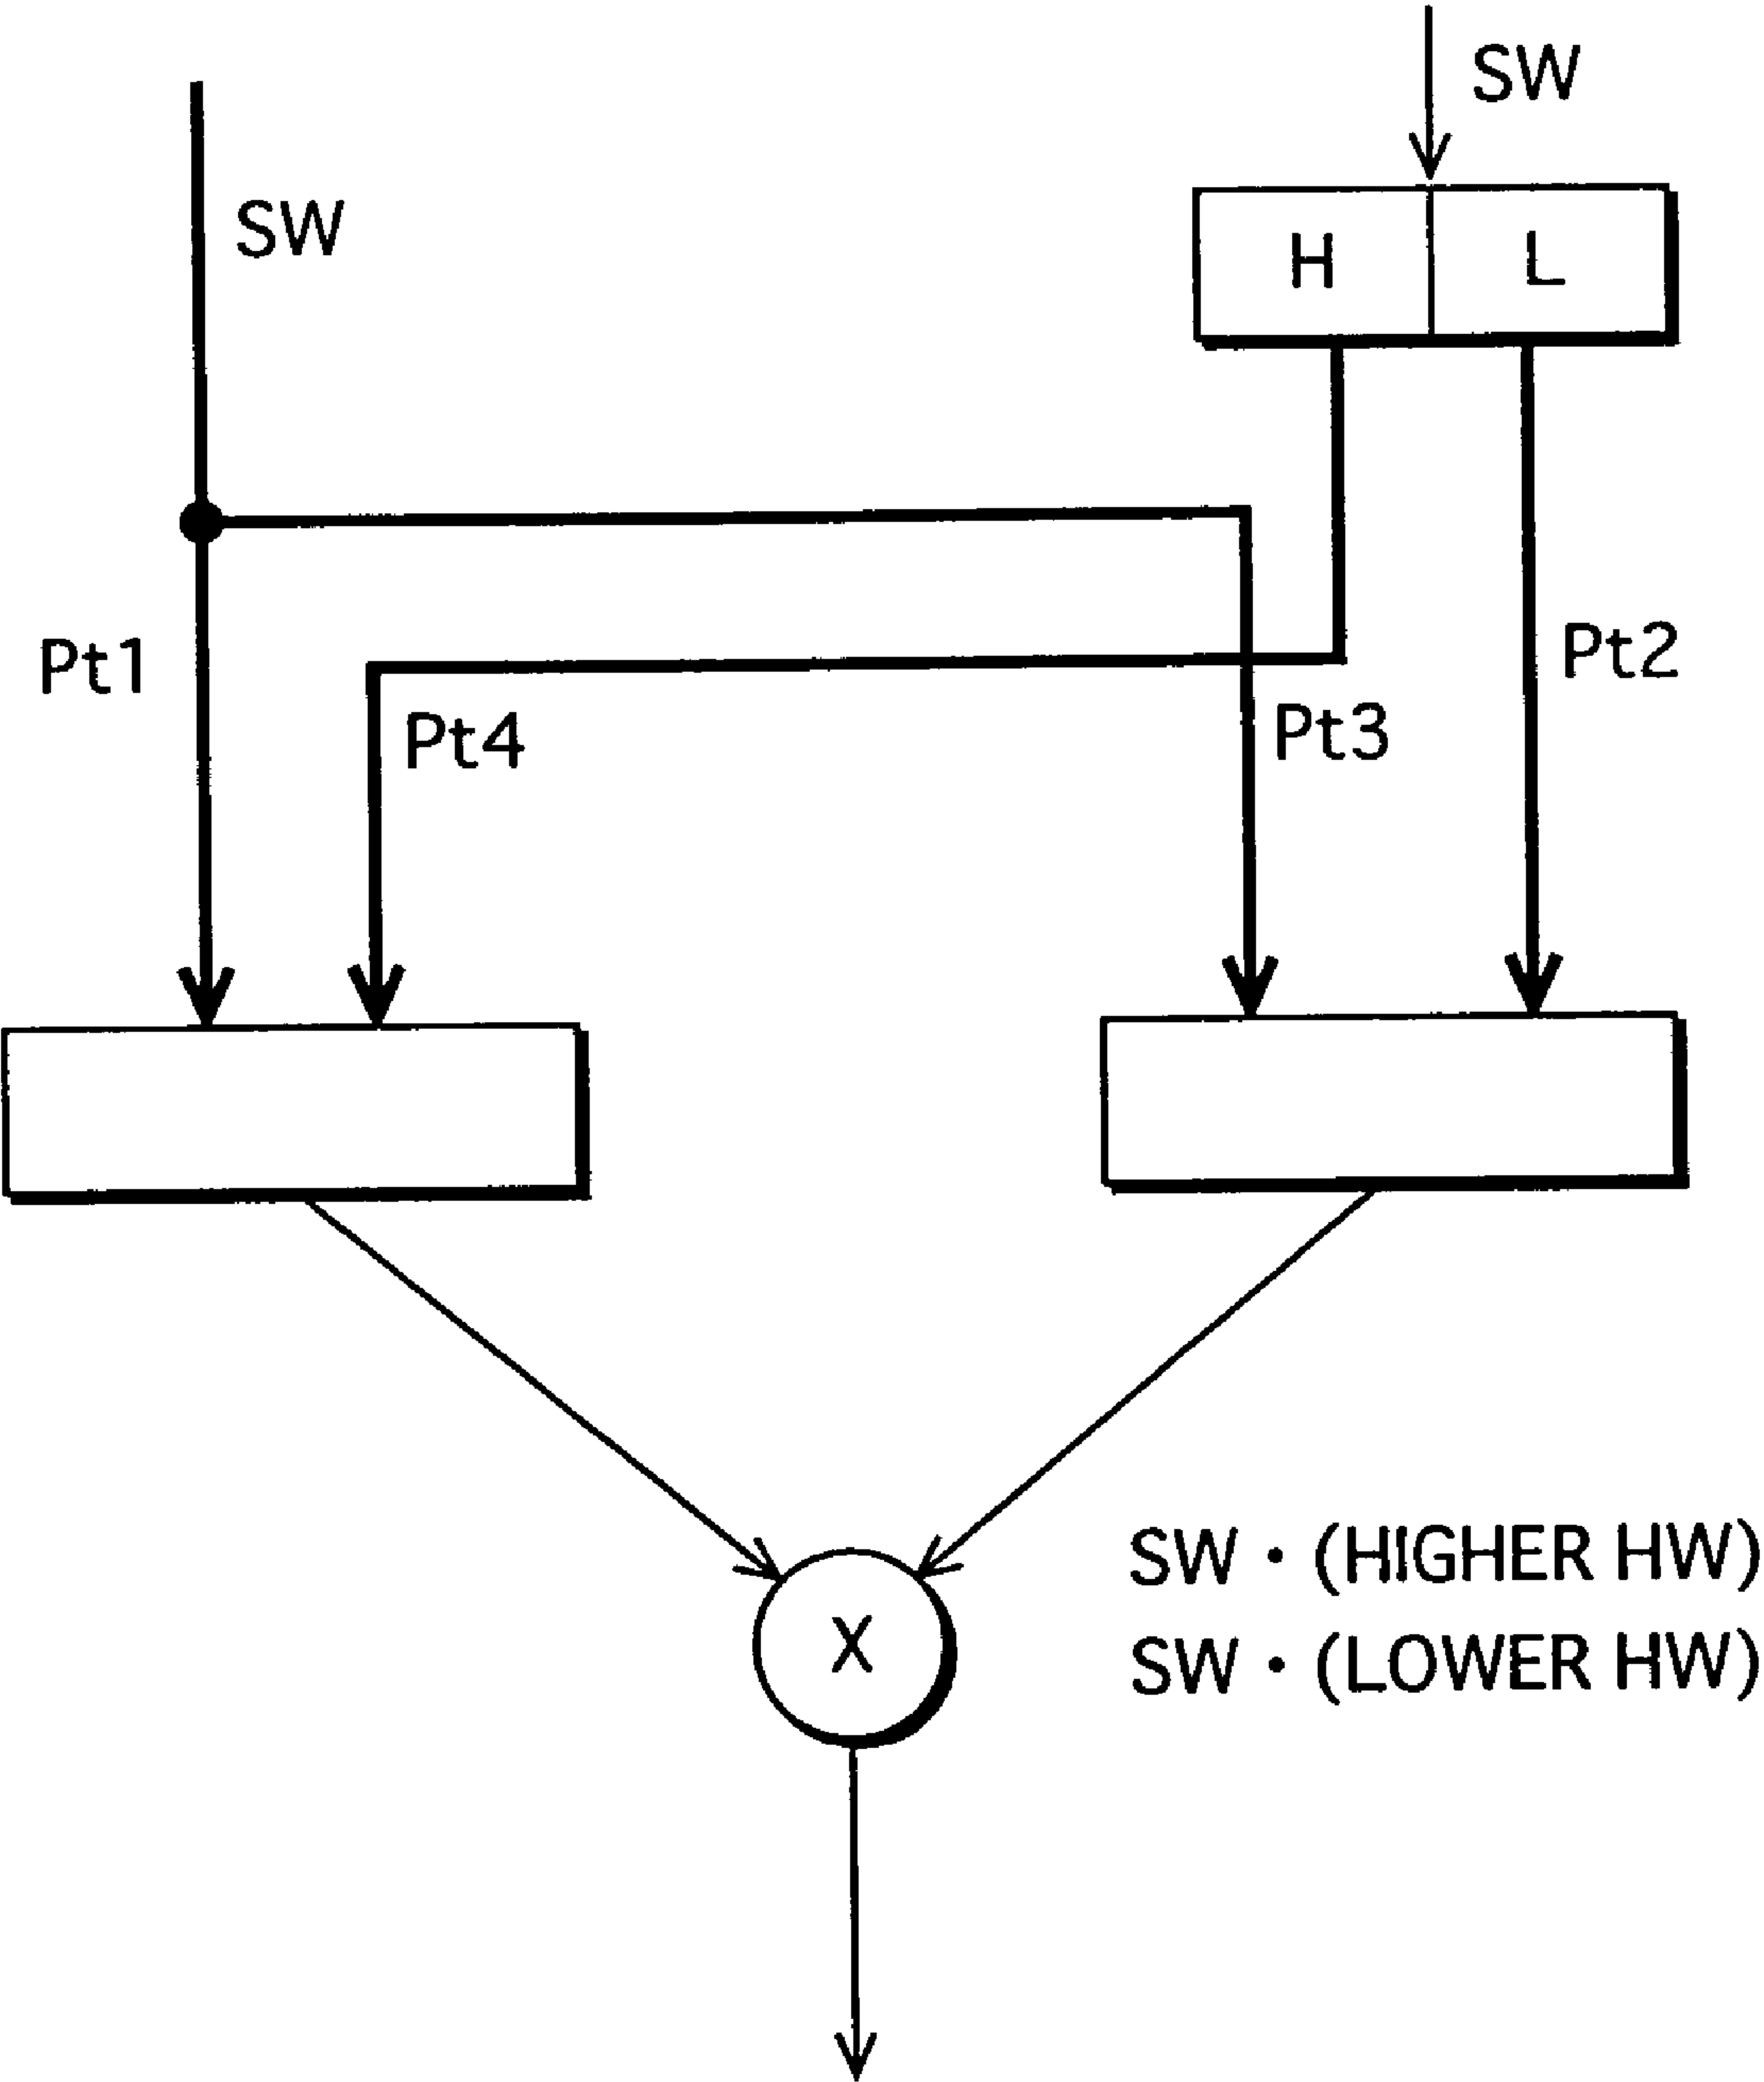 SW
SW
H L
Pt1
Pt2
Pt4
Pt3
SW・(HIGHER HW)
X
SW・(LOWER HW)